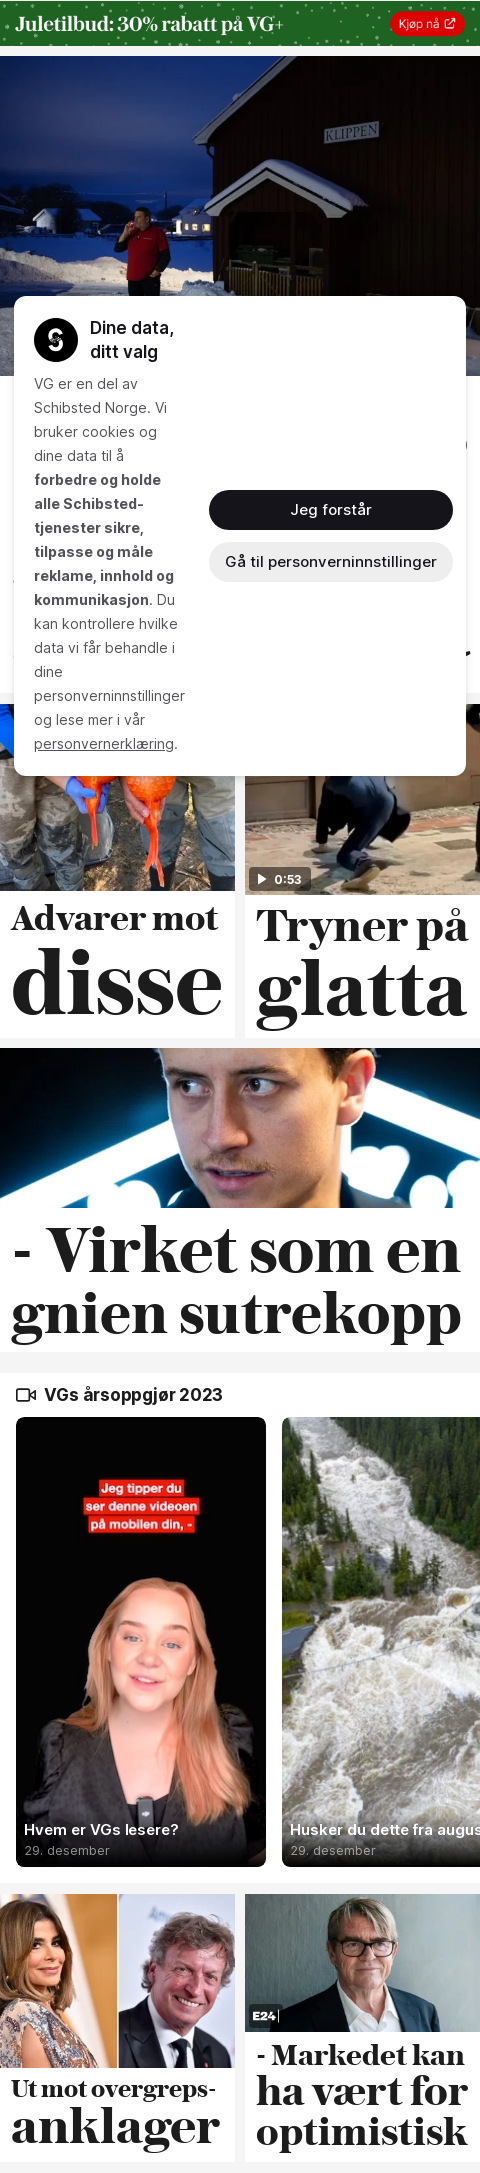 Juletilbud: 30% rabatt på VG+
Kjøp nå
KLIPPEN
Dine data,
ditt valg
VG er en del av
Schibsted Norge. Vi
bruker cookies og
dine data til å
forbedre og holde
alle Schibsted-
tjenester sikre,
tilpasse og måle
reklame, innhold og
kommunikasjon. Du
kan kontrollere hvilke
data vi får behandle i
dine
personverninnstillinger
og lese mer i vår
personvernerklæring.
Jeg forstår
Gå til personverninnstillinger
0:53
Advarer mot
disse
Tryner på
glatta
- Virket som en
gnien sutrekopp
VGs årsoppgjør 2023
Jeg tipper du
ser denne videoen
på mobilen din, -
Hvem er VGs lesere?
29. desember
Husker du dette fra augus
29. desember
Ut mot overgreps-
anklager
E24
- Markedet kan
ha vært for
optimistisk